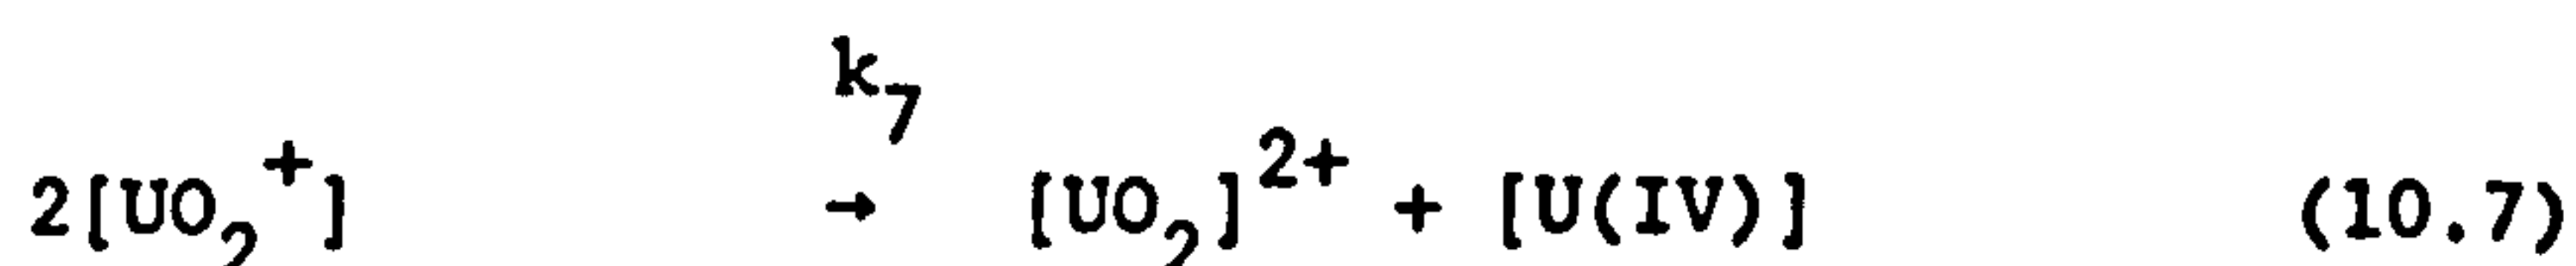 k₇
2[UO₂⁺] → [UO₂]²⁺ + [U(IV)] (10.7)